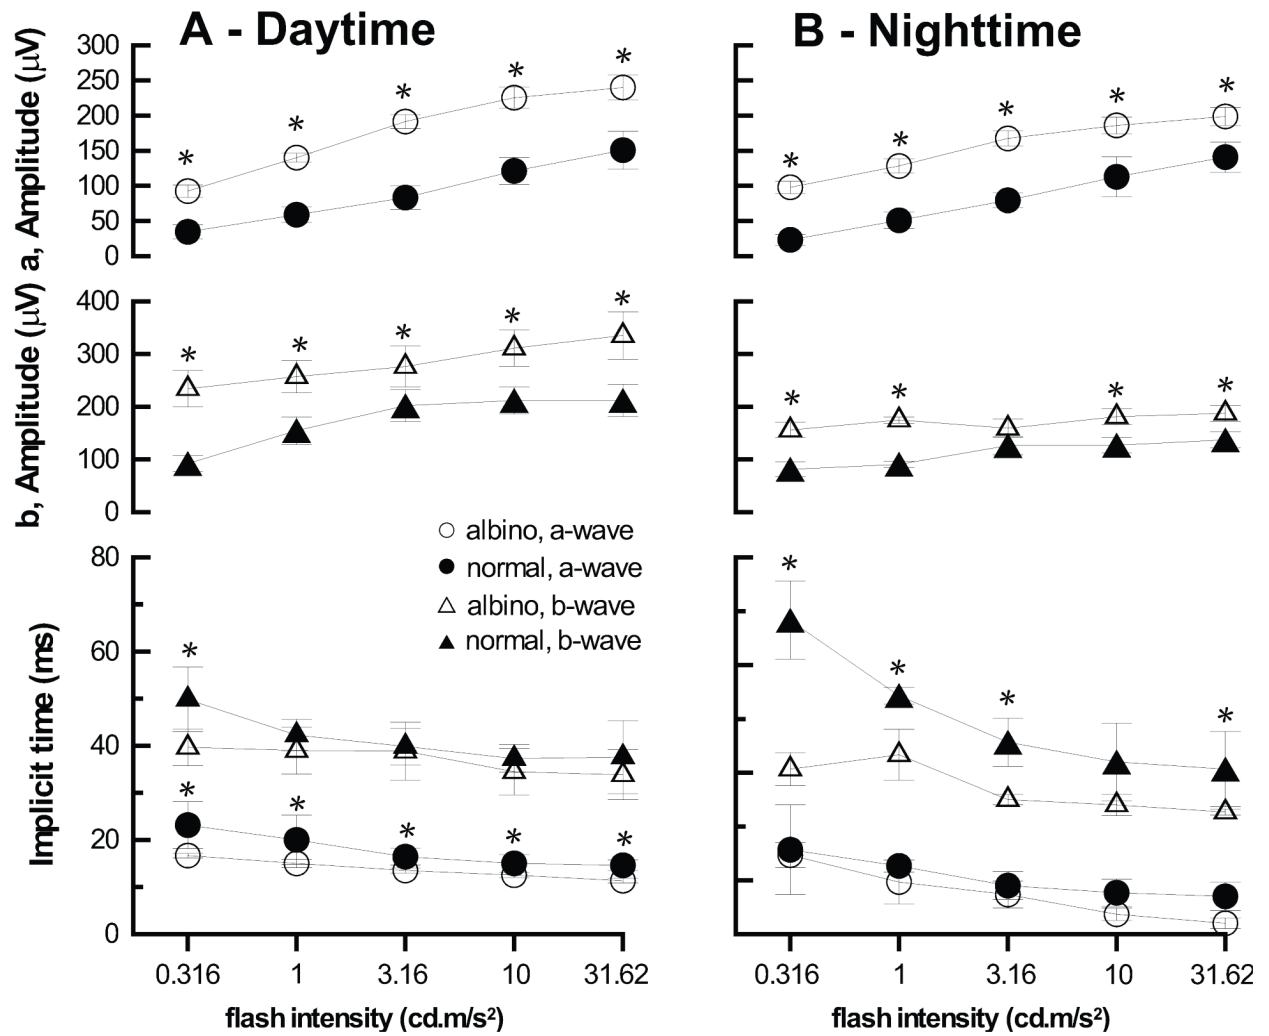 A - Daytime
B - Nighttime
a, Amplitude (μV)
300
250
200
150
100
50
0
* * * * *
* * * * *
b, Amplitude (μV)
400
300
200
100
0
* * * * *
* * * *
albino, a-wave
normal, a-wave
albino, b-wave
normal, b-wave
Implicit time (ms)
80
60
40
20
0
*
* * * * *
* * * *
0.316 1 3.16 10 31.62
0.316 1 3.16 10 31.62
flash intensity (cd.m/s²)
flash intensity (cd.m/s²)